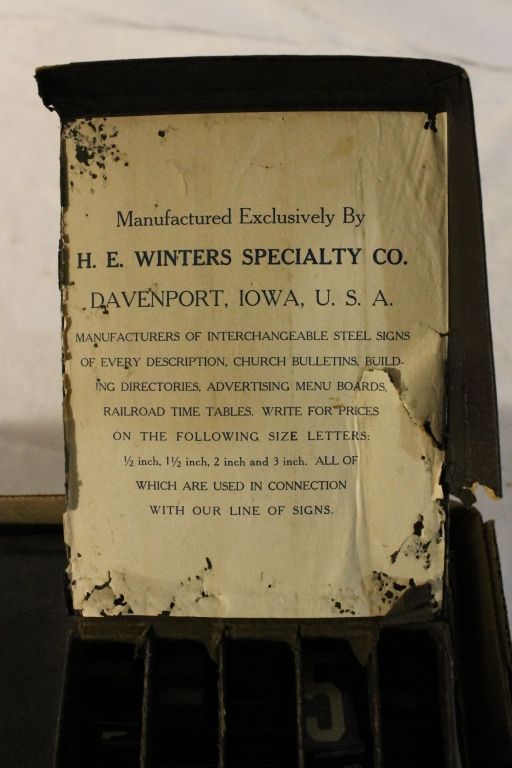 Manufactured Exclusively By
H. E. WINTERS SPECIALTY CO.
DAVENPORT, IOWA, U. S. A.
MANUFACTURERS OF INTERCHANGEABLE STEEL SIGNS
OF EVERY DESCRIPTION, CHURCH BULLETINS, BUILD-
ING DIRECTORIES, ADVERTISING MENU BOARDS,
RAILROAD TIME TABLES. WRITE FOR PRICES
ON THE FOLLOWING SIZE LETTERS:
½ inch, 1½ inch, 2 inch and 3 inch. ALL OF
WHICH ARE USED IN CONNECTION
WITH OUR LINE OF SIGNS.
C